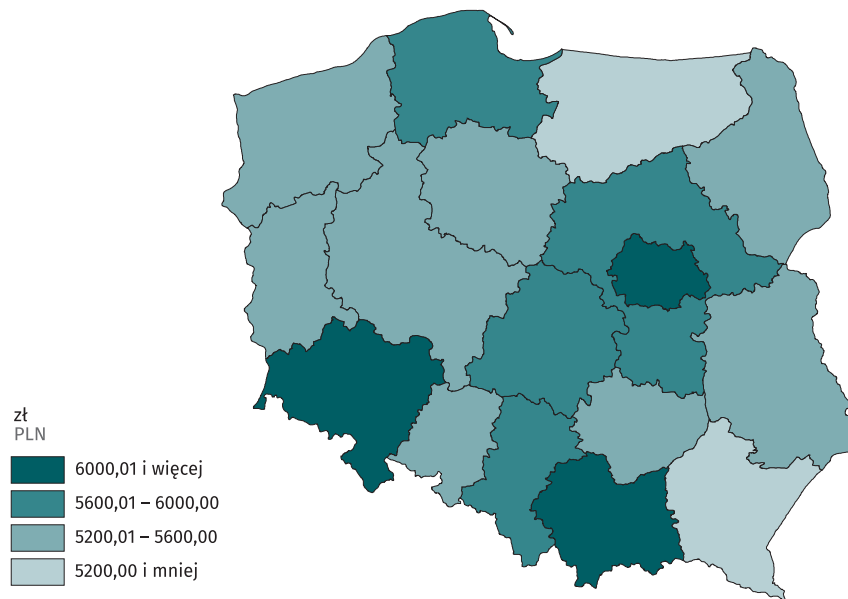 zł
PLN
6000,01 i więcej
5600,01 – 6000,00
5200,01 – 5600,00
5200,00 i mniej